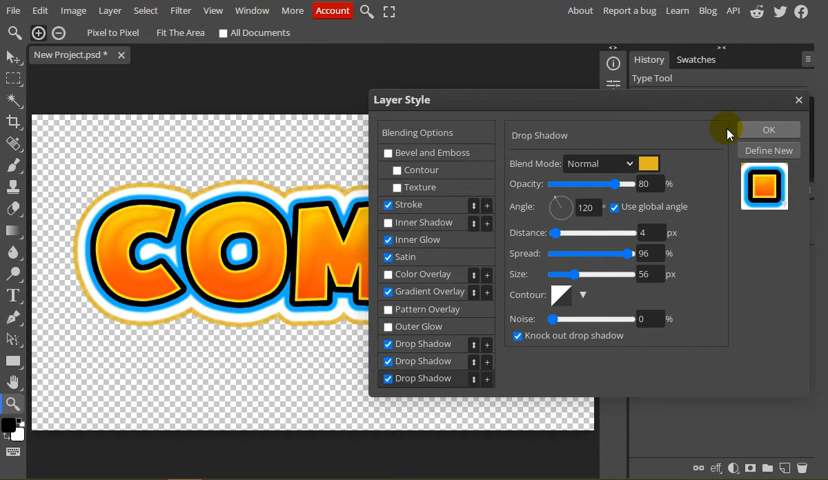 File Edit Image Layer Select Filter View Window More Account About Report a bug Learn Blog API
Pixel to Pixel Fit The Area All Documents
New Project.psd *
History Swatches
Type Tool
Layer Style
Blending Options
Bevel and Emboss
Contour
Texture
Stroke
Inner Shadow
Inner Glow
Satin
Color Overlay
Gradient Overlay
Pattern Overlay
Outer Glow
Drop Shadow
Drop Shadow
Drop Shadow
Drop Shadow
Blend Mode: Normal
Opacity: 80 %
Angle: 120 ° Use global angle
Distance: 4 px
Spread: 96 %
Size: 56 px
Contour:
Noise: 0 %
Knock out drop shadow
OK
Define New
COM
eff